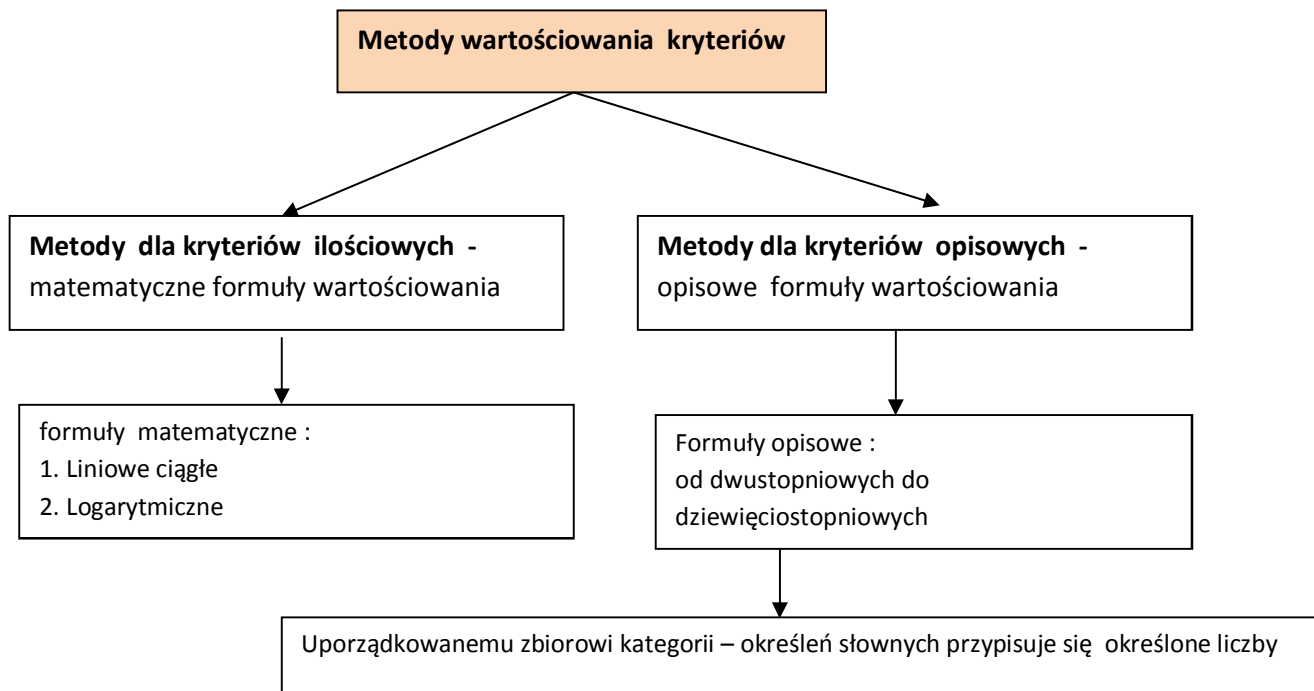 Metody wartościowania kryteriów
Metody dla kryteriów ilościowych -
matematyczne formuły wartościowania
Metody dla kryteriów opisowych -
opisowe formuły wartościowania
formuły matematyczne :
1. Liniowe ciągłe
2. Logarytmiczne
Formuły opisowe :
od dwustopniowych do
dziewięciostopniowych
Uporządkowanemu zbiorowi kategorii – określeń słownych przypisuje się określone liczby